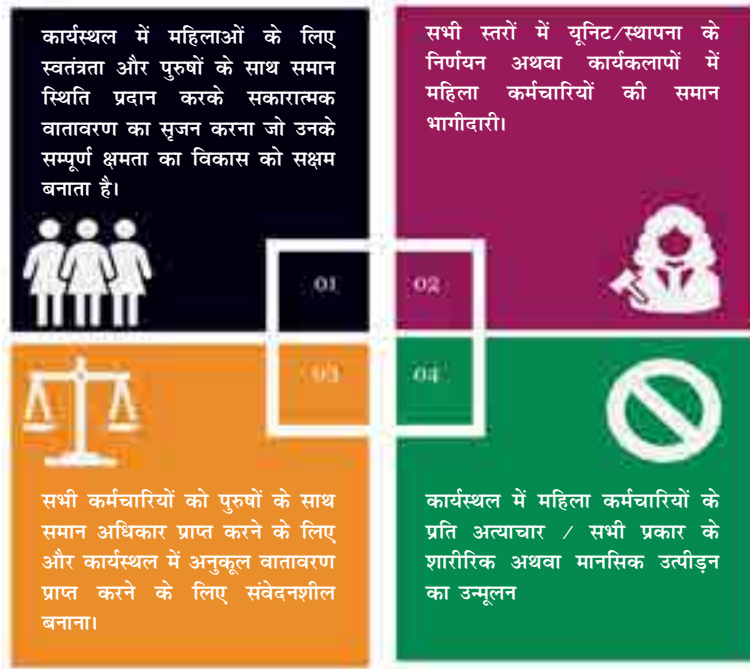 कार्यस्थल में महिलाओं के लिए
स्वतंत्रता और पुरुषों के साथ समान
स्थिति प्रदान करके सकारात्मक
वातावरण का सृजन करना जो उनके
सम्पूर्ण क्षमता का विकास को सक्षम
बनाता है।
सभी स्तरों में यूनिट/स्थापना के
निर्णयन अथवा कार्यकलापों में
महिला कर्मचारियों की समान
भागीदारी।
01
02
03
04
सभी कर्मचारियों को पुरुषों के साथ
समान अधिकार प्राप्त करने के लिए
और कार्यस्थल में अनुकूल वातावरण
प्राप्त करने के लिए संवेदनशील
बनाना।
कार्यस्थल में महिला कर्मचारियों के
प्रति अत्याचार / सभी प्रकार के
शारीरिक अथवा मानसिक उत्पीड़न
का उन्मूलन